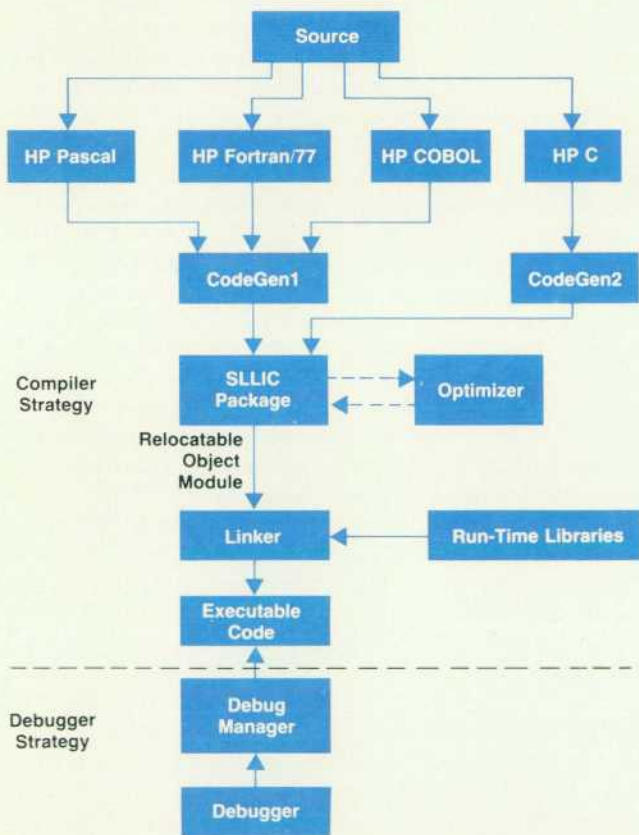 Source
HP Pascal
HP Fortran/77
HP COBOL
HP C
CodeGen1
CodeGen2
Compiler
Strategy
SLLIC
Package
Optimizer
Relocatable
Object
Module
Linker
Run-Time Libraries
Executable
Code
Debugger
Strategy
Debug
Manager
Debugger